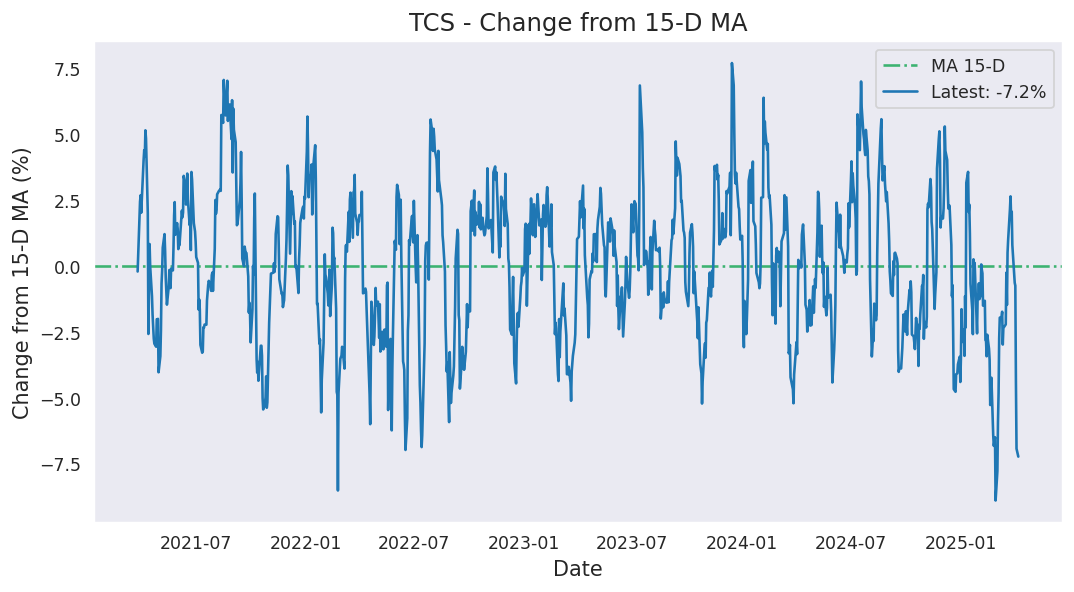 TCS - Change from 15-D MA
MA 15-D
Latest: -7.2%
Change from 15-D MA (%)
7.5
5.0
2.5
0.0
−2.5
−5.0
−7.5
2021-07 2022-01 2022-07 2023-01 2023-07 2024-01 2024-07 2025-01
Date